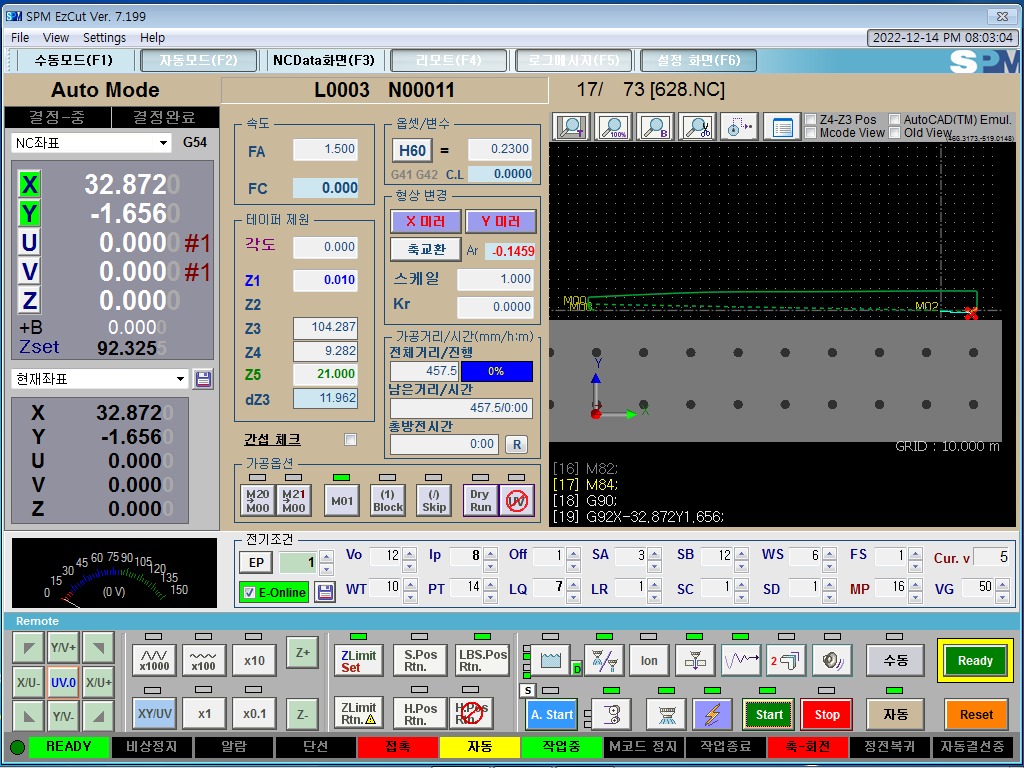 SPM EzCut Ver. 7.199
File View Settings Help
2022-12-14 PM 08:03:04
수동모드(F1) 자동모드(F2) NCData화면(F3) 리모트(F4) 로그메시지(F5) 설정 화면(F6) SPM
Auto Mode L0003 N00011 17/ 73 [628.NC]
결정-중 결정완료
NC좌표 G54
X 32.8720
Y -1.6560
U 0.0000 #1
V 0.0000 #1
Z 0.0000
+B 0.0000
Zset 92.3255
현재좌표
X 32.8720
Y -1.6560
U 0.0000
V 0.0000
Z 0.0000
속도
FA 1.500
FC 0.000
테이퍼 제원
각도 0.000
Z1 0.010
Z2
Z3 104.287
Z4 9.282
Z5 21.000
dZ3 11.962
간섭 체크
옵셋/변수
H60 = 0.2300
G41 G42 C.L 0.0000
형상 변경
X 미러 Y 미러
축교환 Ar -0.1459
스케일 1.000
Kr 0.0000
가공거리/시간(mm/h:m)
전체거리/진행
457.5 0%
남은거리/시간
457.5/0:00
총방전시간
0:00 R
가공옵션
M20 M00 M21 M00 M01 (1) Block (/) Skip Dry Run UV
T 100% B
Z4-Z3 Pos AutoCAD(TM) Emul.
Mcode View Old View
(466.3173,-519.0148)
M00
M00
M02
Y
X
GRID : 10.000 m
[16] M82;
[17] M84;
[18] G90;
[19] G92X-32.872Y1.656;
0 15 30 45 60 75 90 105 120 135 150
(0 V)
전기조건
EP 1 Vo 12 Ip 8 Off 1 SA 3 SB 12 WS 6 FS 1 Cur. v 5
E-Online WT 10 PT 14 LQ 7 LR 1 SC 1 SD 1 MP 16 VG 50
Remote
Y/V+ x1000 x100 x10 Z+ ZLimit Set S.Pos Rtn. LBS.Pos Rtn. D Ion 2 수동 Ready
X/U- UV.0 X/U+
Y/V- XY/UV x1 x0.1 Z- ZLimit Rtn. H.Pos Rtn. H.Pos Rtn. S A. Start Start Stop 자동 Reset
READY 비상정지 알람 단선 접촉 자동 작업중 M코드 정지 작업종료 축-회전 정전복귀 자동결선중